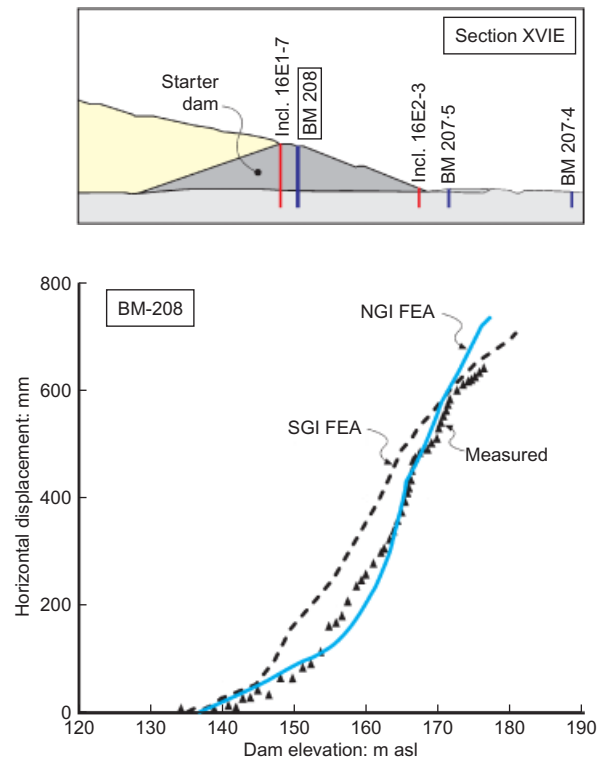 Section XVIE
Starter
dam
Incl. 16E1-7
BM 208
Incl. 16E2-3
BM 207·5
BM 207·4
800
600
400
200
0
Horizontal displacement: mm
BM-208
NGI FEA
SGI FEA
Measured
120 130 140 150 160 170 180 190
Dam elevation: m asl